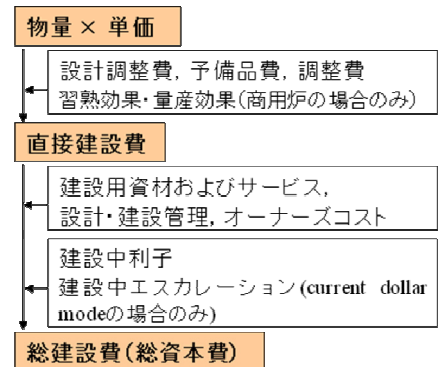 物量× 単価
設計調整費, 予備品費, 調整費
習熟効果・量産効果(商用炉の場合のみ)
直接建設費
建設用資材およびサービス,
設計・建設管理, オーナーズコスト
建設中利子
建設中エスカレーション(current dollar
modeの場合のみ)
総建設費(総資本費)